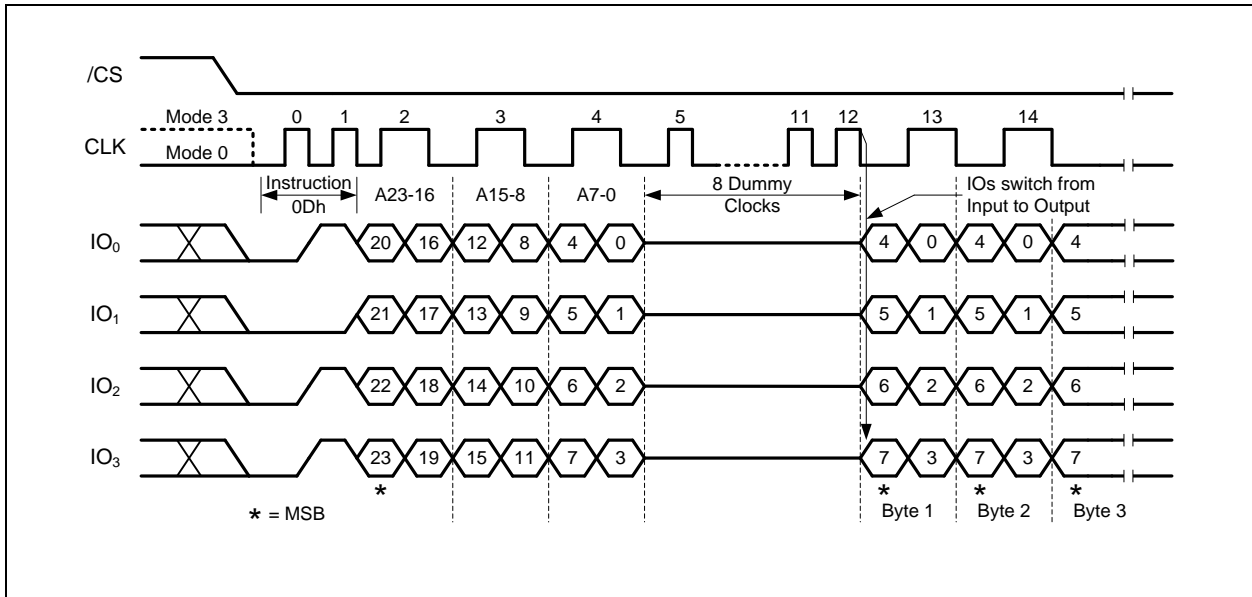 /CS
Mode 3 0 1 2 3 4 5 11 12 13 14
CLK
Mode 0
Instruction
0Dh
A23-16 A15-8 A7-0
8 Dummy
Clocks
IOs switch from
Input to Output
IO₀ 20 16 12 8 4 0 4 0 4 0 4
IO₁ 21 17 13 9 5 1 5 1 5 1 5
IO₂ 22 18 14 10 6 2 6 2 6 2 6
IO₃ 23 19 15 11 7 3 7 3 7 3 7
* * * *
* = MSB
Byte 1 Byte 2 Byte 3